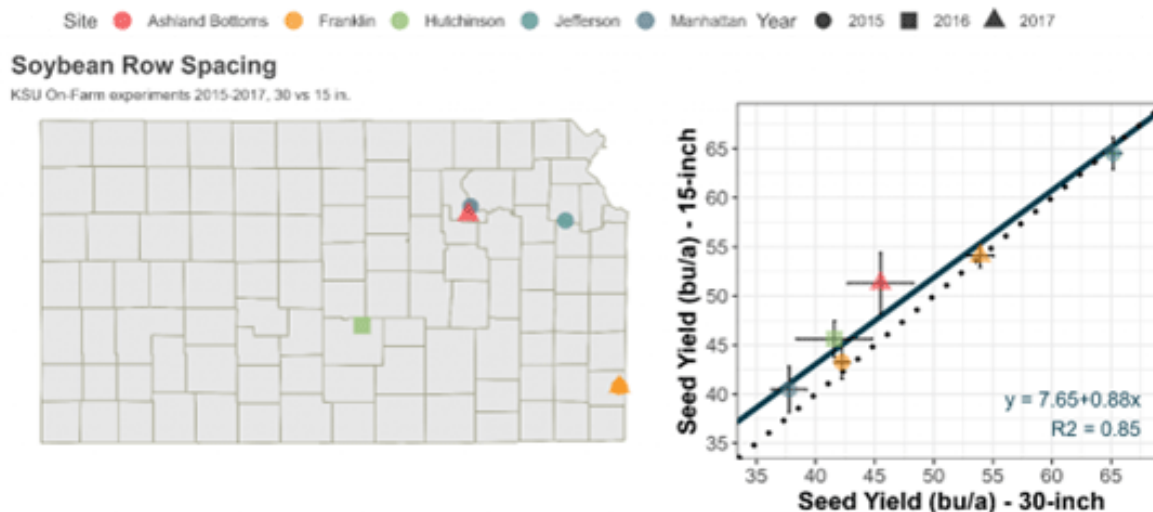 Site Ashland Bottoms Franklin Hutchinson Jefferson Manhattan Year 2015 2016 2017
Soybean Row Spacing
KSU On-Farm experiments 2015-2017, 30 vs 15 in.
Seed Yield (bu/a) - 15-inch
65
60
55
50
45
40
35
y = 7.65+0.88x
R2 = 0.85
35 40 45 50 55 60 65
Seed Yield (bu/a) - 30-inch